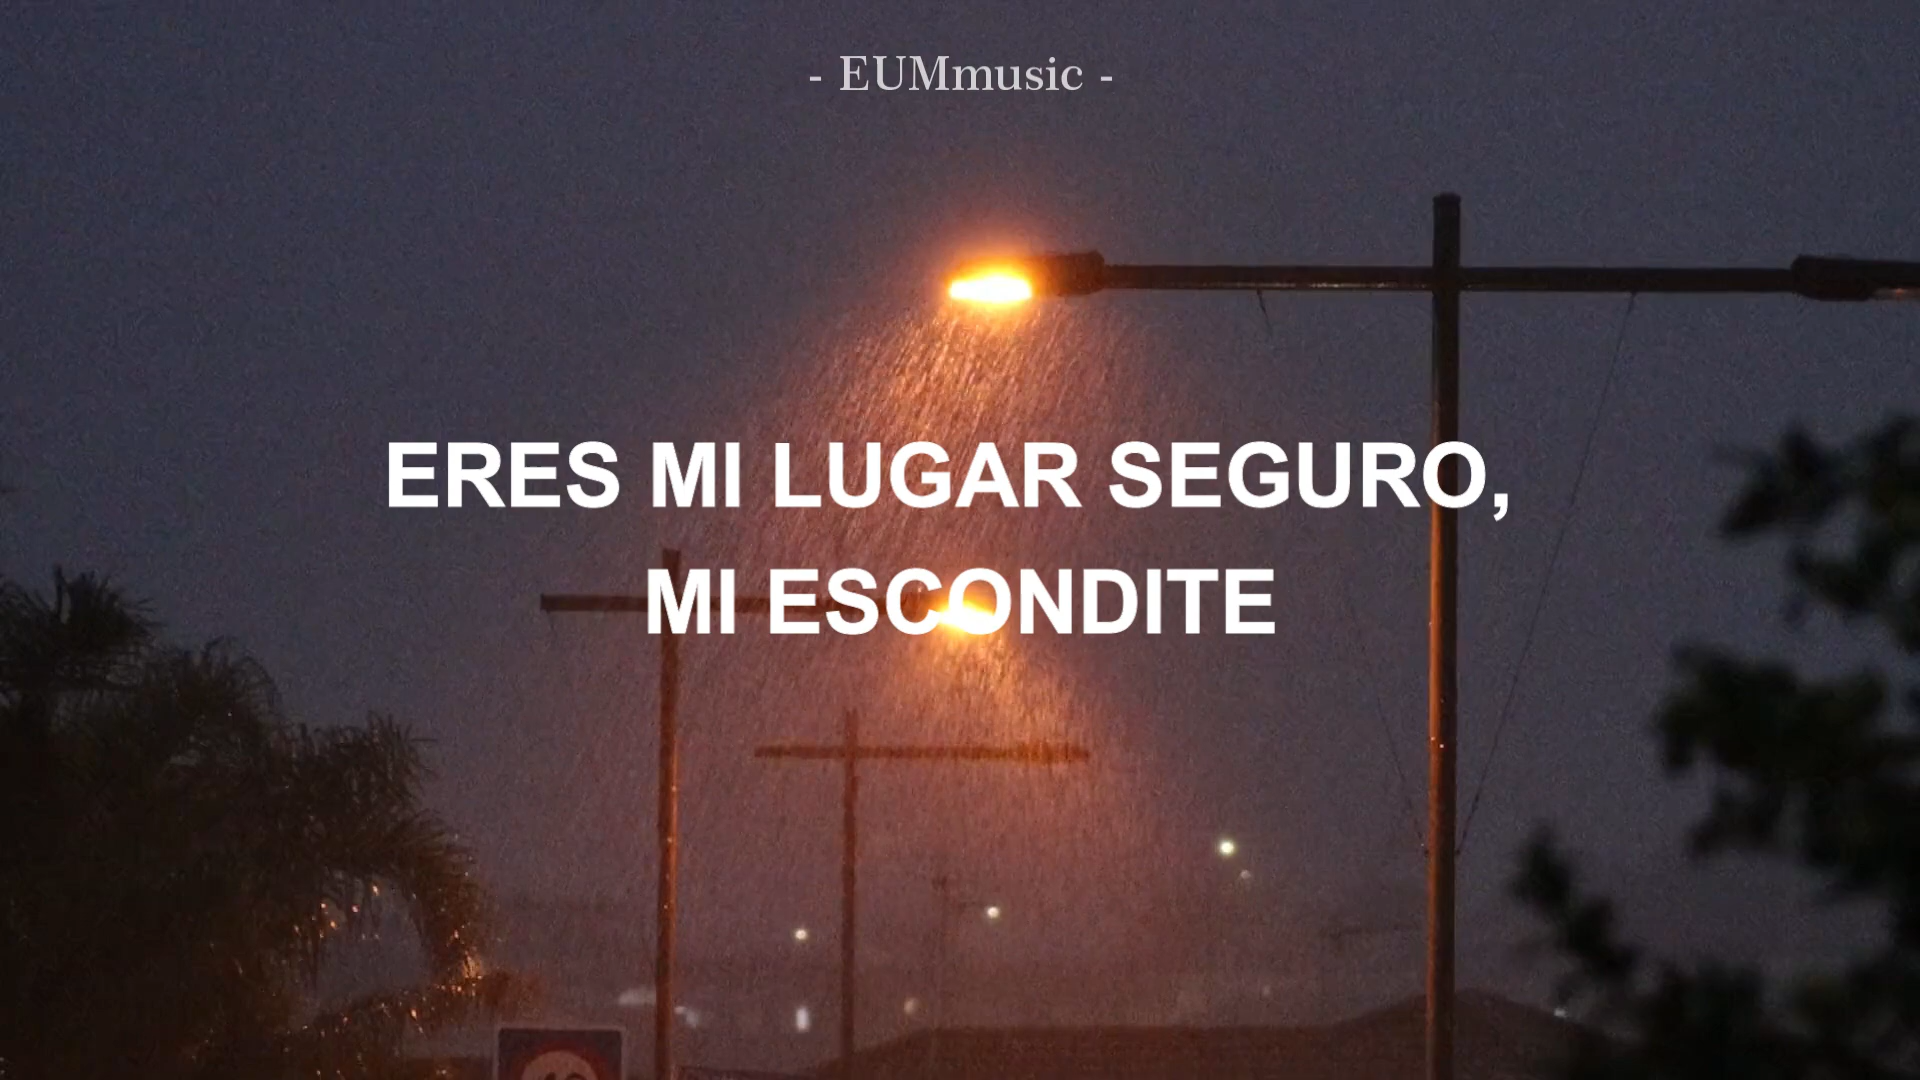 - EUMmusic -
ERES MI LUGAR SEGURO,
MI ESCONDITE